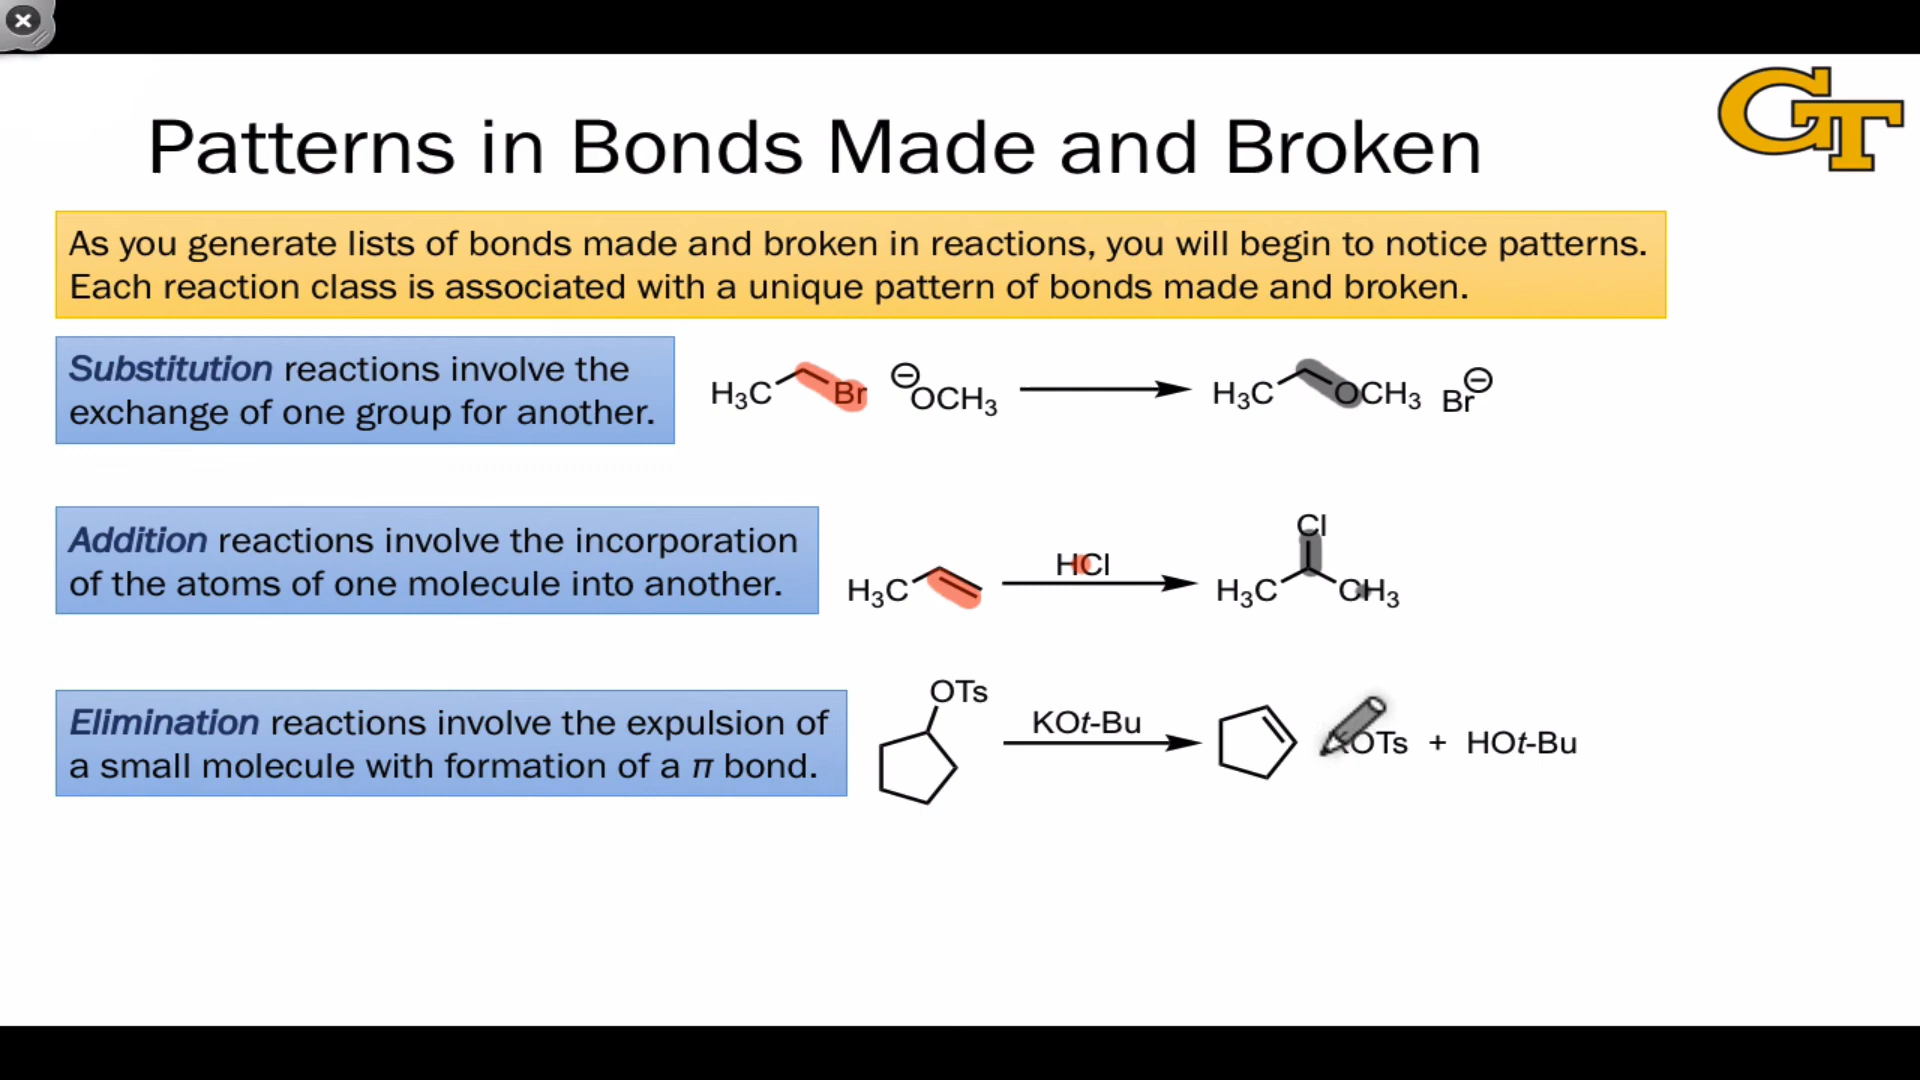 GT
Patterns in Bonds Made and Broken
As you generate lists of bonds made and broken in reactions, you will begin to notice patterns.
Each reaction class is associated with a unique pattern of bonds made and broken.
Substitution reactions involve the
exchange of one group for another.
H₃C Br ⊖OCH₃ H₃C OCH₃ Br⊖
Addition reactions involve the incorporation
of the atoms of one molecule into another.
Cl
HCl
H₃C H₃C CH₃
Elimination reactions involve the expulsion of
a small molecule with formation of a π bond.
OTs
KOt-Bu
OTs + HOt-Bu